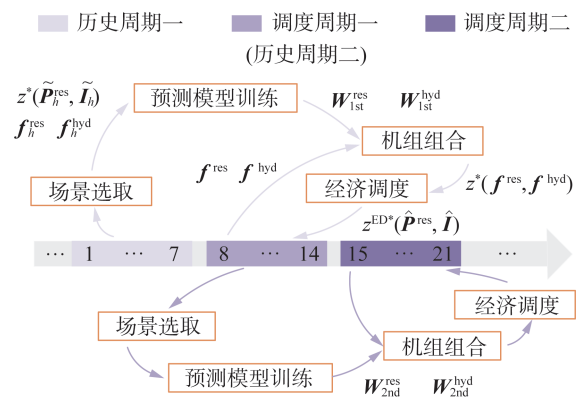 历史周期一 调度周期一 调度周期二
(历史周期二)
z*(P̃_h^res, Ĩ_h) 预测模型训练 W_1st^res W_1st^hyd
f_h^res f_h^hyd
机组组合
f^res f^hyd
场景选取 经济调度 z*(f^res, f^hyd)
z^ED*(P̂^res, Î)
… 1 … 7 8 … 14 15 … 21 …
经济调度
场景选取
机组组合
预测模型训练
W_2nd^res W_2nd^hyd